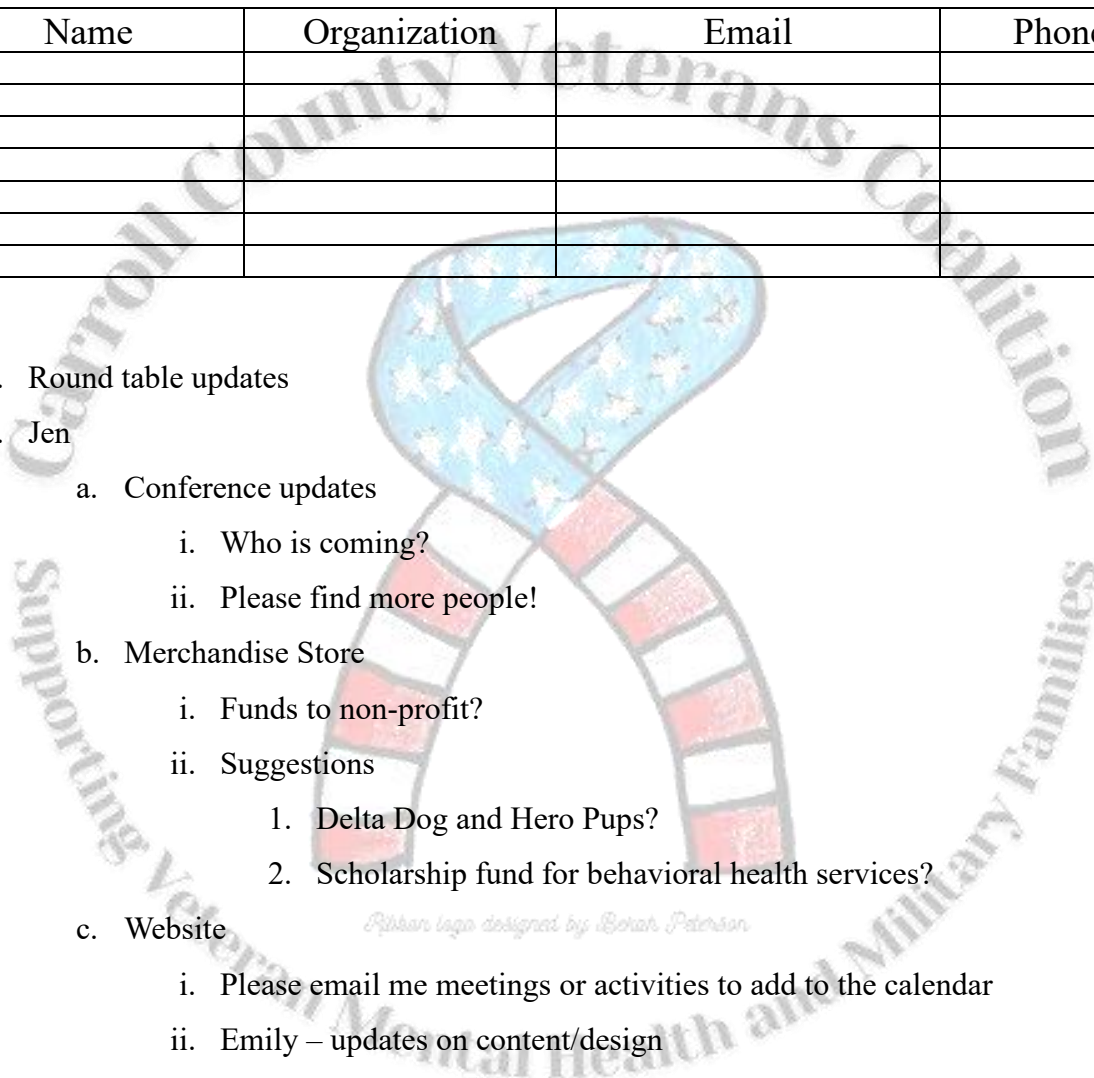 Name Organization Email Phone
. Round table updates
. Jen
a. Conference updates
i. Who is coming?
ii. Please find more people!
b. Merchandise Store
i. Funds to non-profit?
ii. Suggestions
1. Delta Dog and Hero Pups?
2. Scholarship fund for behavioral health services?
c. Website
i. Please email me meetings or activities to add to the calendar
ii. Emily – updates on content/design
Carroll County Veterans Coalition
Supporting Veteran Mental Health and Military Families
Ribbon logo designed by Peterson